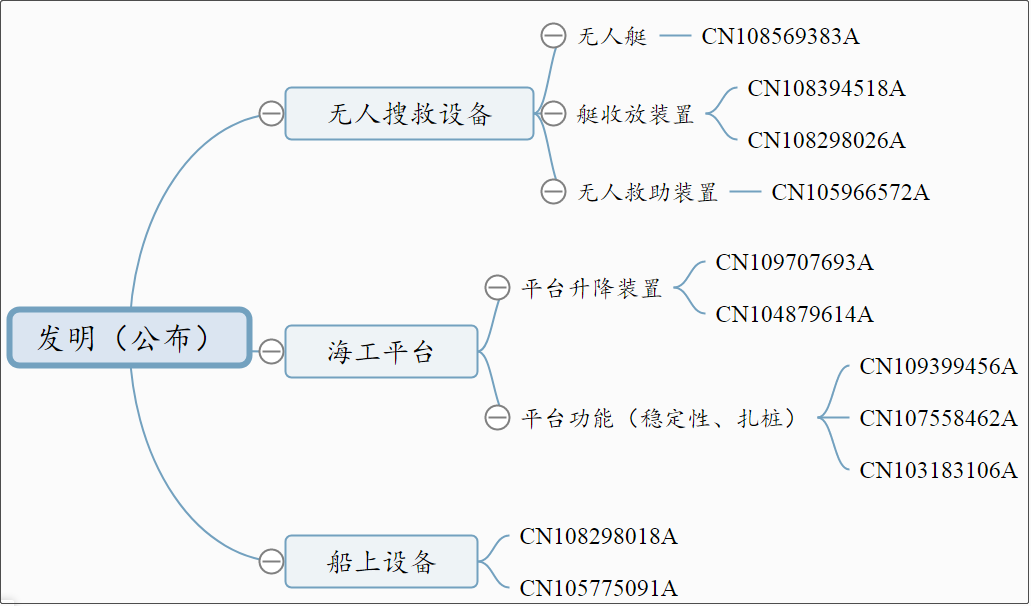 发明（公布）
无人搜救设备
无人艇
CN108569383A
艇收放装置
CN108394518A
CN108298026A
无人救助装置
CN105966572A
海工平台
平台升降装置
CN109707693A
CN104879614A
平台功能（稳定性、扎桩）
CN109399456A
CN107558462A
CN103183106A
船上设备
CN108298018A
CN105775091A